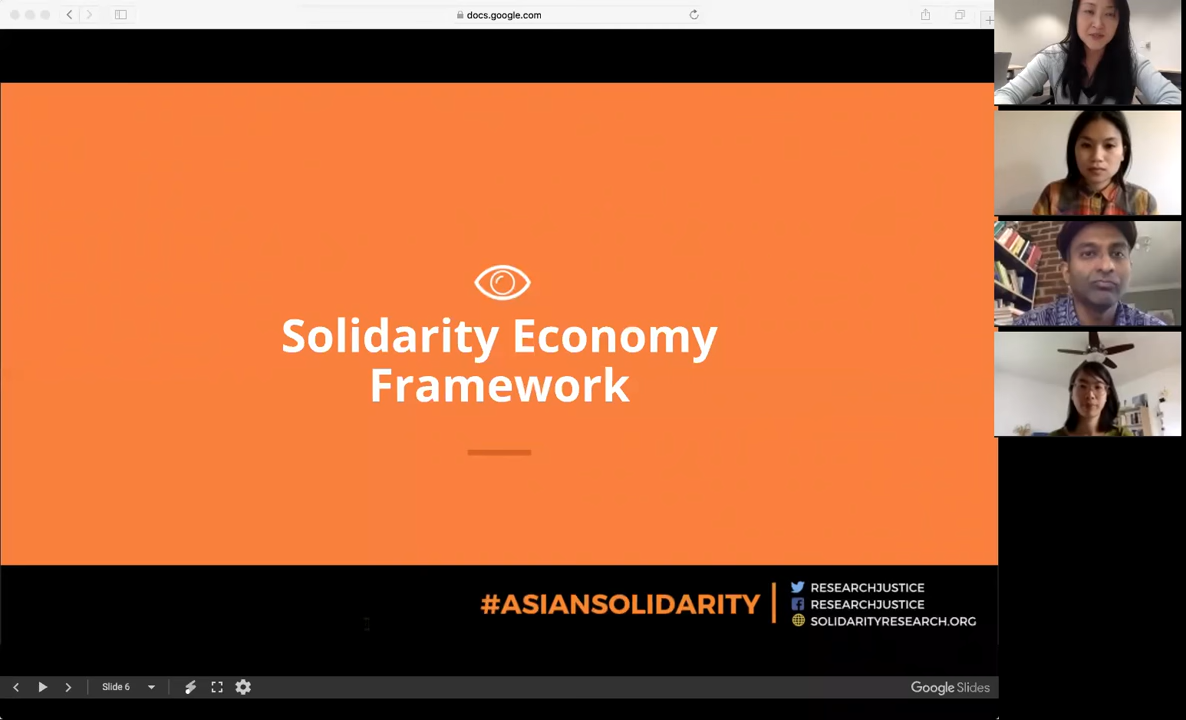 docs.google.com
Solidarity Economy
Framework
#ASIANSOLIDARITY
RESEARCHJUSTICE
RESEARCHJUSTICE
SOLIDARITYRESEARCH.ORG
Slide 6
Google Slides